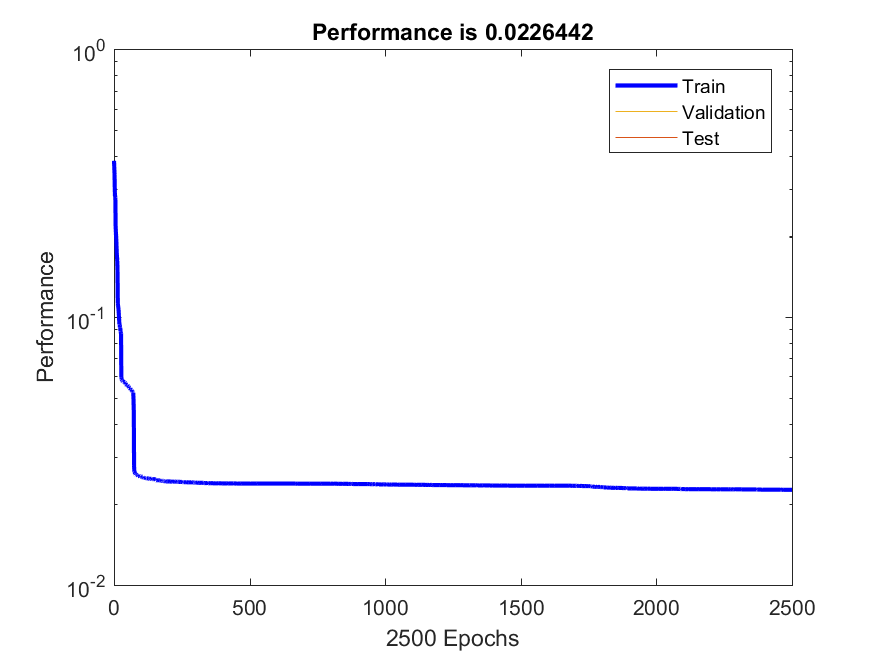 Performance is 0.0226442
10^0
Train
Validation
Test
Performance
10^-1
10^-2
0 500 1000 1500 2000 2500
2500 Epochs